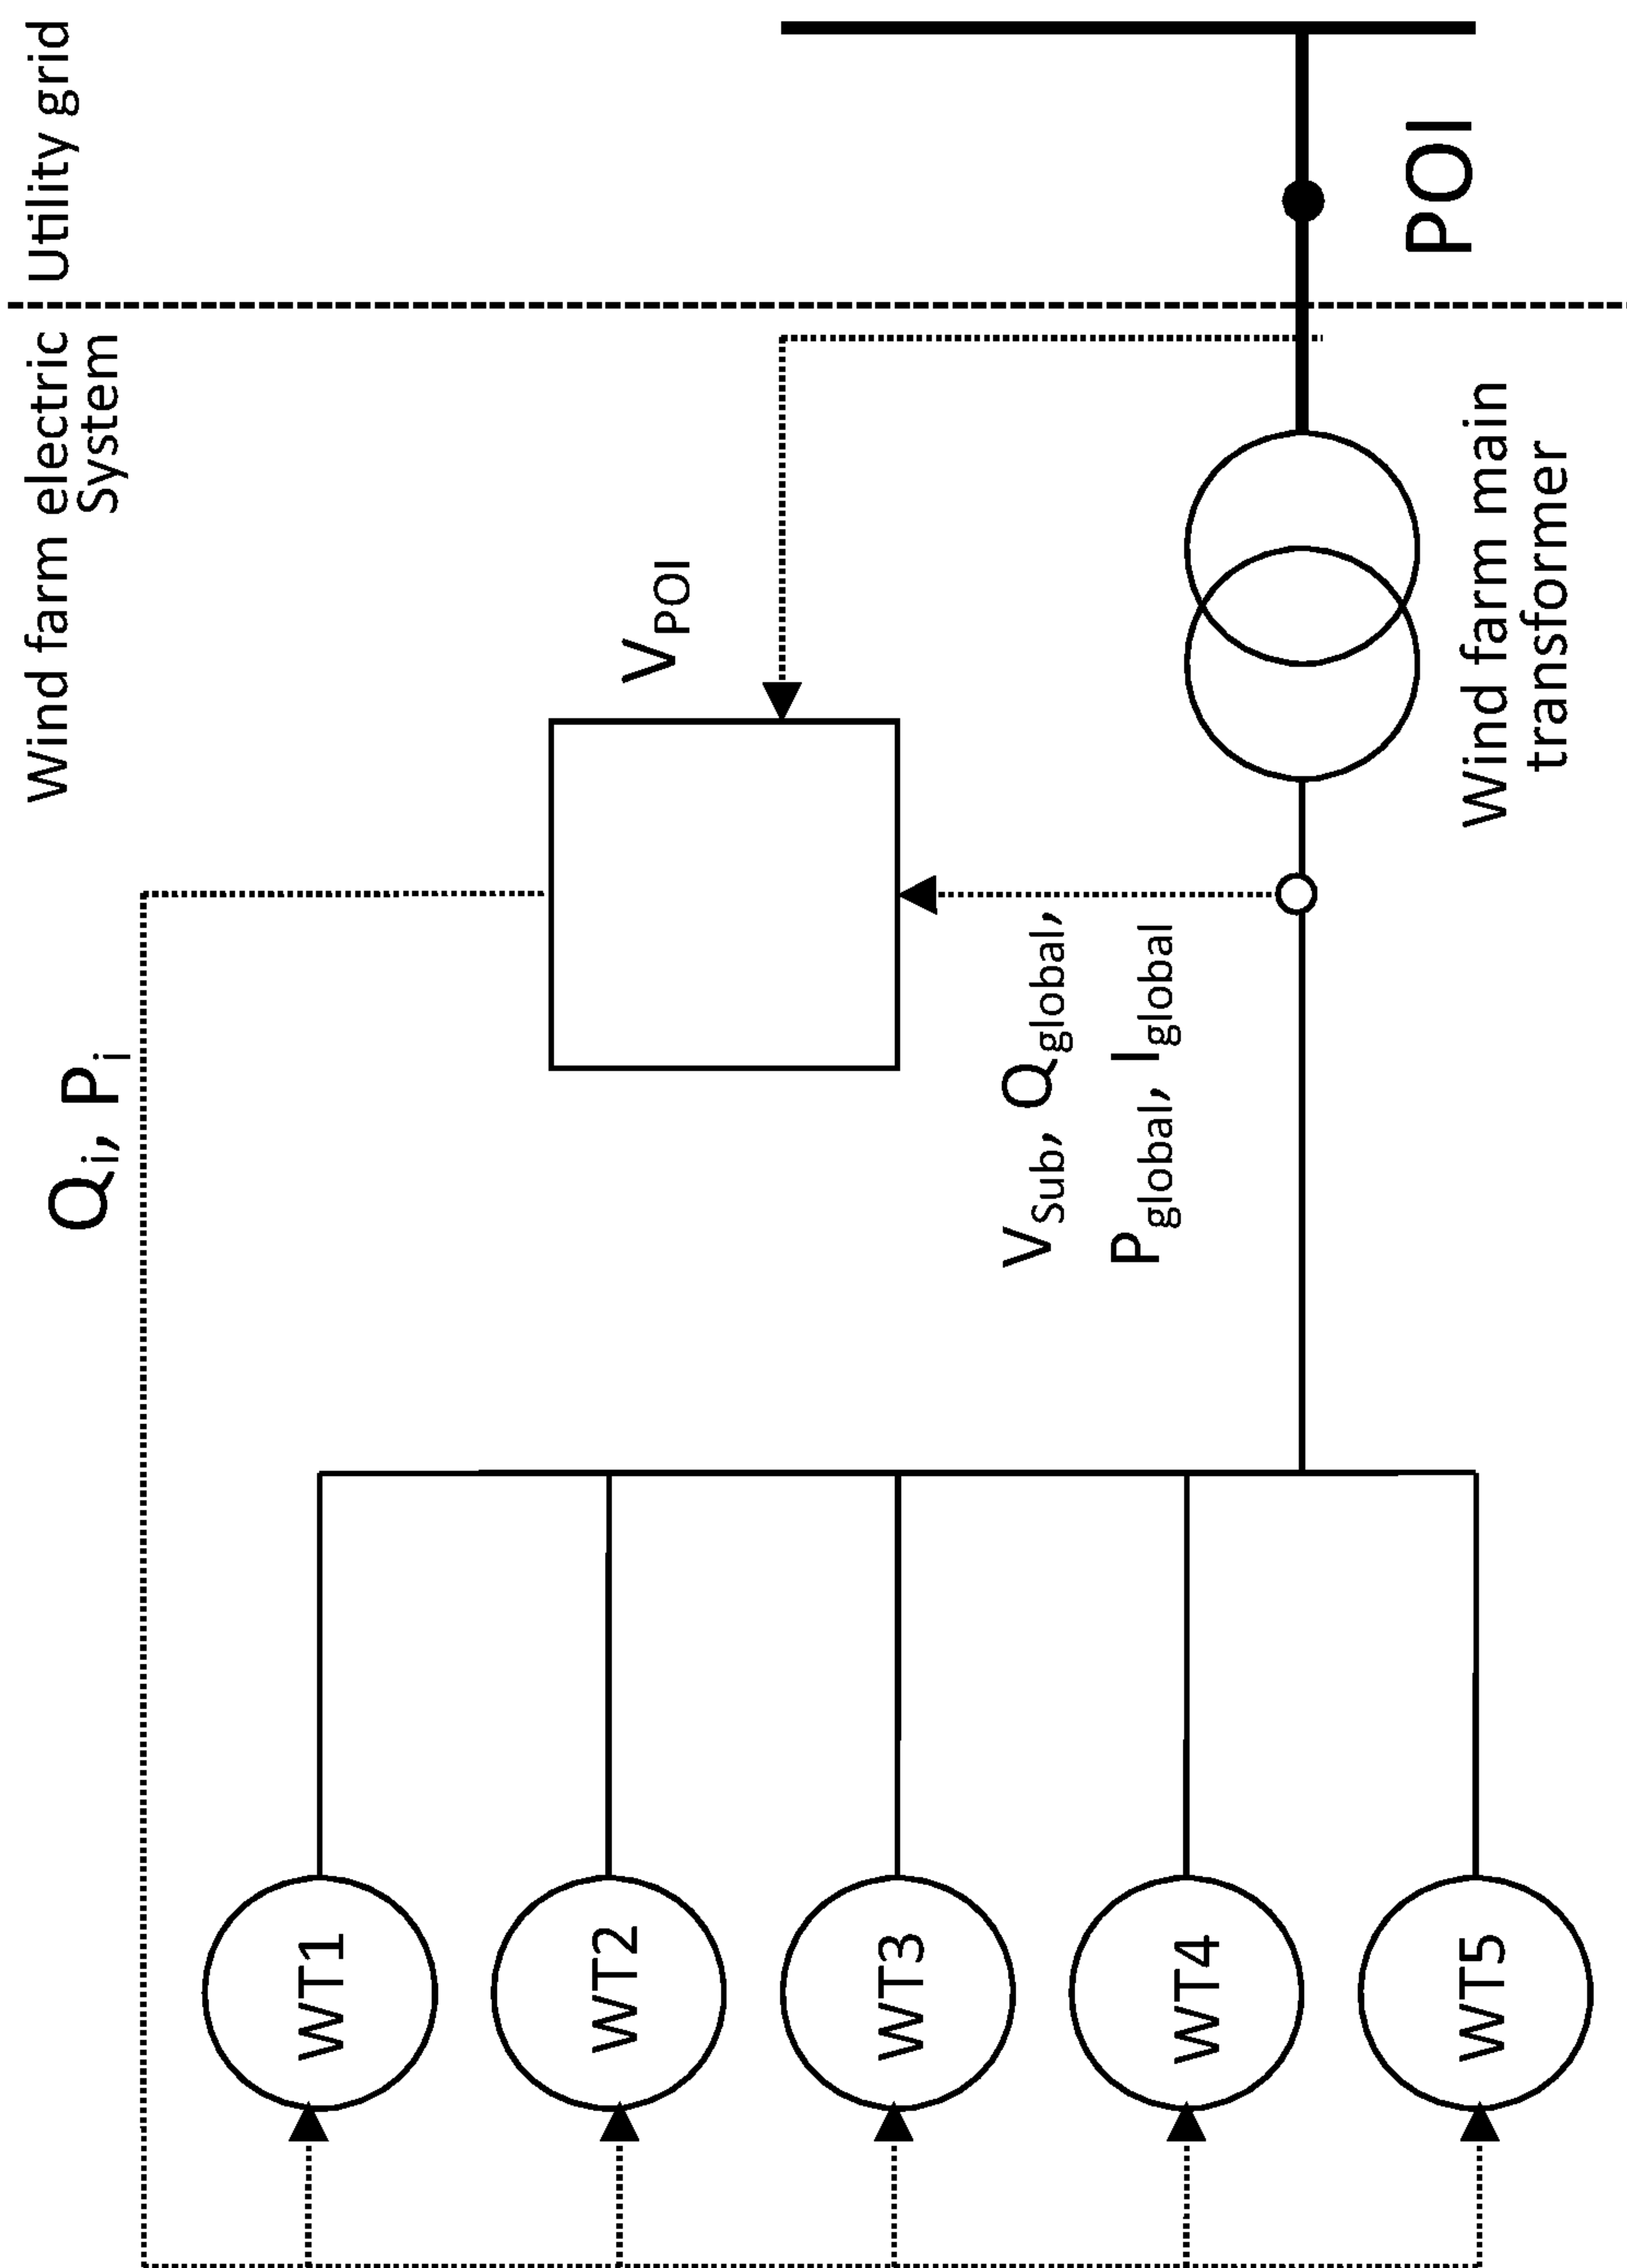 Wind farm electric
System
Utility grid
Qi, Pi
VPOI
VSub, Qglobal,
Pglobal, Iglobal
WT1
WT2
WT3
WT4
WT5
Wind farm main
transformer
POI